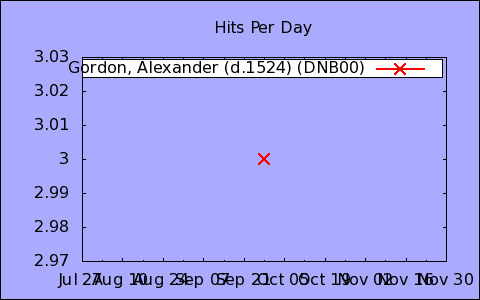 Hits Per Day
3.03
Gordon, Alexander (d.1524) (DNB00)
3.02
3.01
3
2.99
2.98
2.97
Jul 27 Aug 10 Aug 24 Sep 07 Sep 21 Oct 05 Oct 19 Nov 02 Nov 16 Nov 30